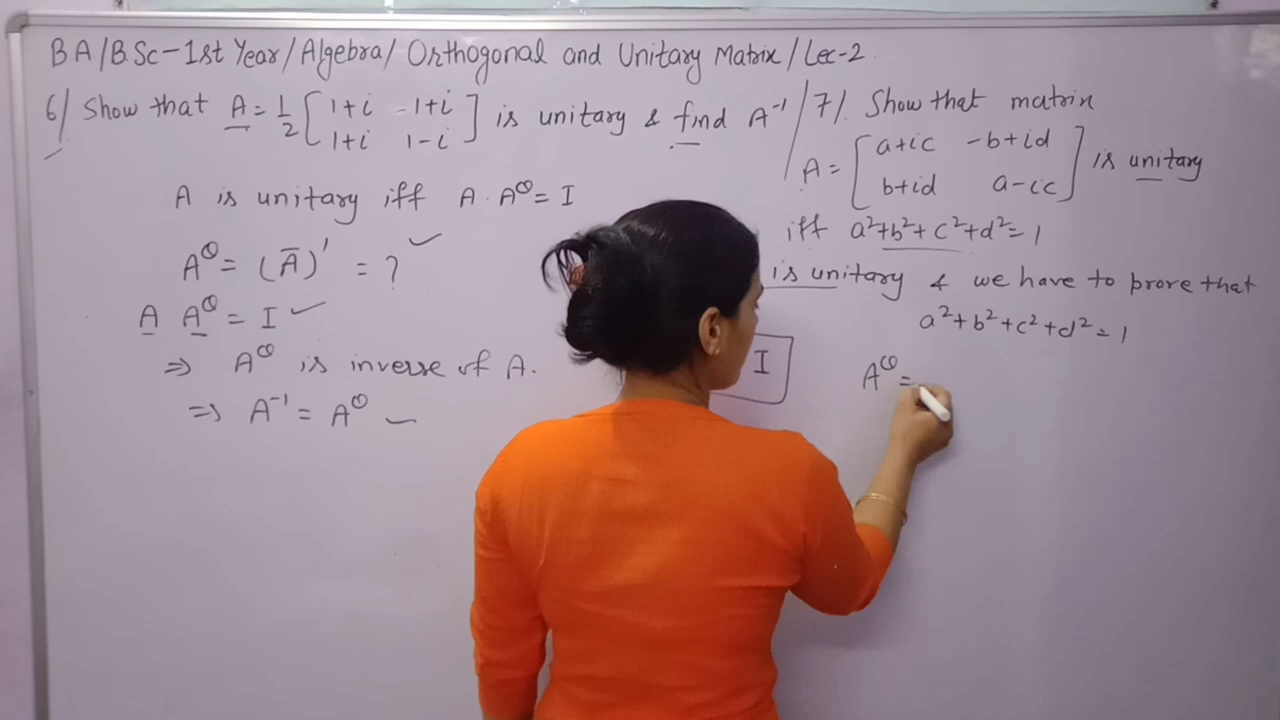 BA/B.Sc-1st Year/Algebra/Orthogonal and Unitary Matrix/Lec-2
6/ Show that A = 1/2 [1+i -1+i; 1+i 1-i] is unitary & find A⁻¹
A is unitary iff A·A^Θ = I
A^Θ = (Ā)' = ? ✓
A A^Θ = I ✓
⇒ A^Θ is inverse of A.
⇒ A⁻¹ = A^Θ
7/. Show that matrix
A = [a+ic -b+id; b+id a-ic] is unitary
iff a²+b²+c²+d²=1
is unitary & we have to prove that
a²+b²+c²+d²=1
I
A^Θ =